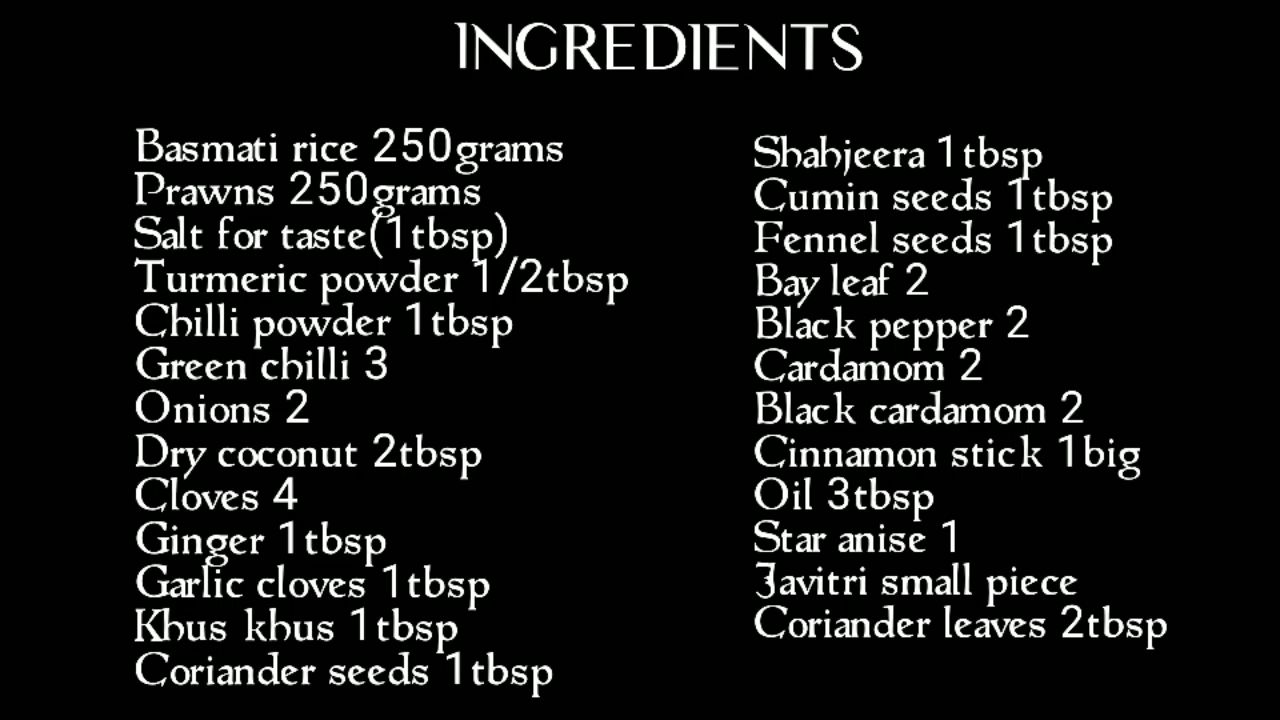 INGREDIENTS
Basmati rice 250grams
Prawns 250grams
Salt for taste(1tbsp)
Turmeric powder 1/2tbsp
Chilli powder 1tbsp
Green chilli 3
Onions 2
Dry coconut 2tbsp
Cloves 4
Ginger 1tbsp
Garlic cloves 1tbsp
Khus khus 1tbsp
Coriander seeds 1tbsp
Shahjeera 1tbsp
Cumin seeds 1tbsp
Fennel seeds 1tbsp
Bay leaf 2
Black pepper 2
Cardamom 2
Black cardamom 2
Cinnamon stick 1big
Oil 3tbsp
Star anise 1
Javitri small piece
Coriander leaves 2tbsp